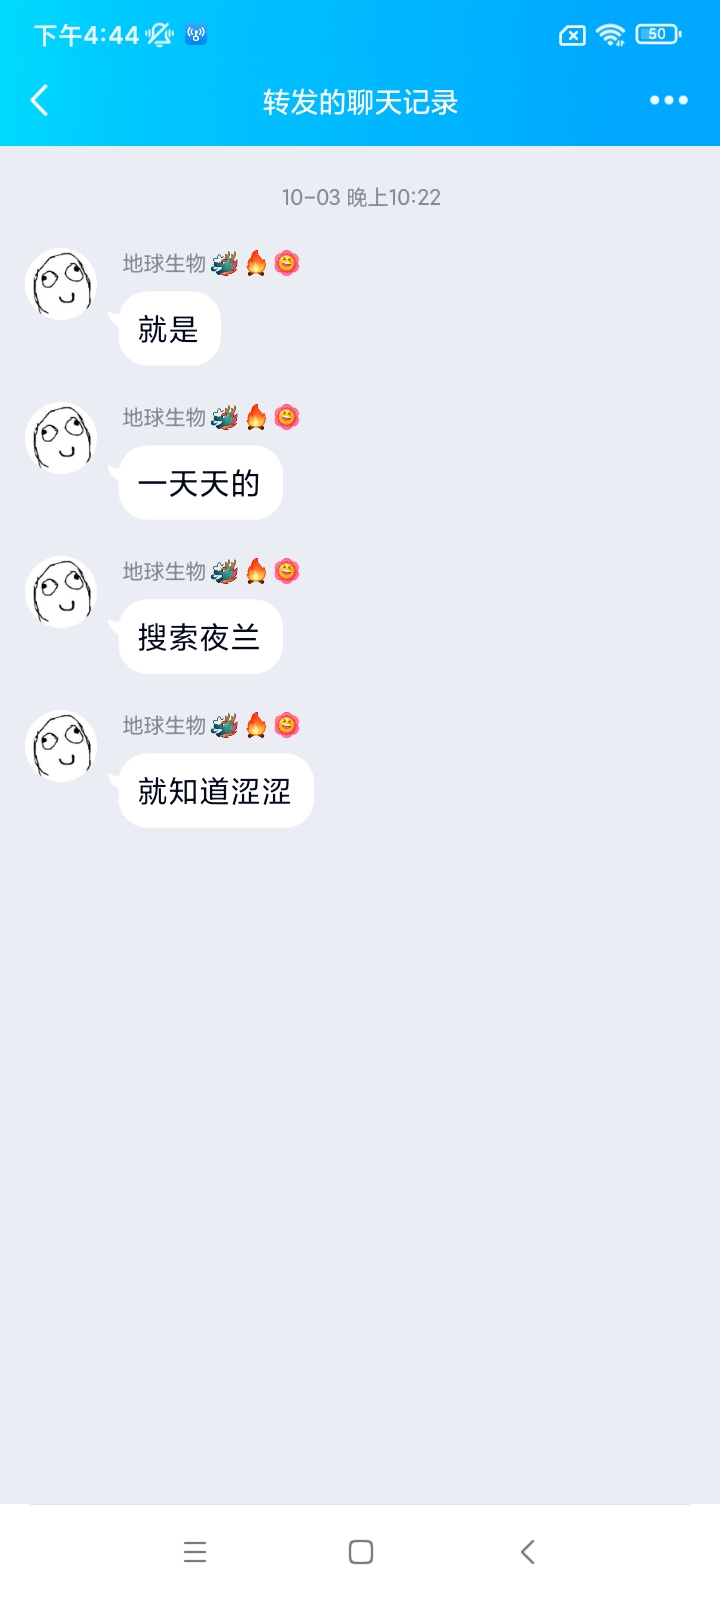 下午4:44
50
转发的聊天记录
10-03 晚上10:22
地球生物🐲🔥🌸
就是
地球生物🐲🔥🌸
一天天的
地球生物🐲🔥🌸
搜索夜兰
地球生物🐲🔥🌸
就知道涩涩